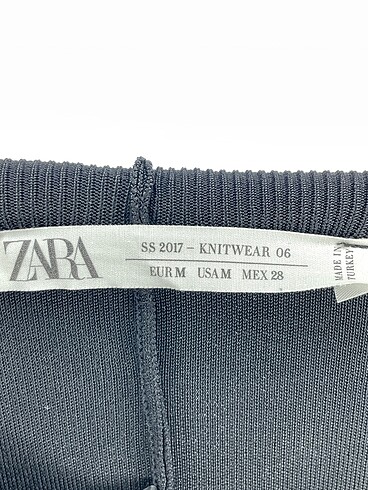 ZARA
SS 2017 - KNITWEAR 06
EUR M USA M MEX 28
MADE IN
TURKEY